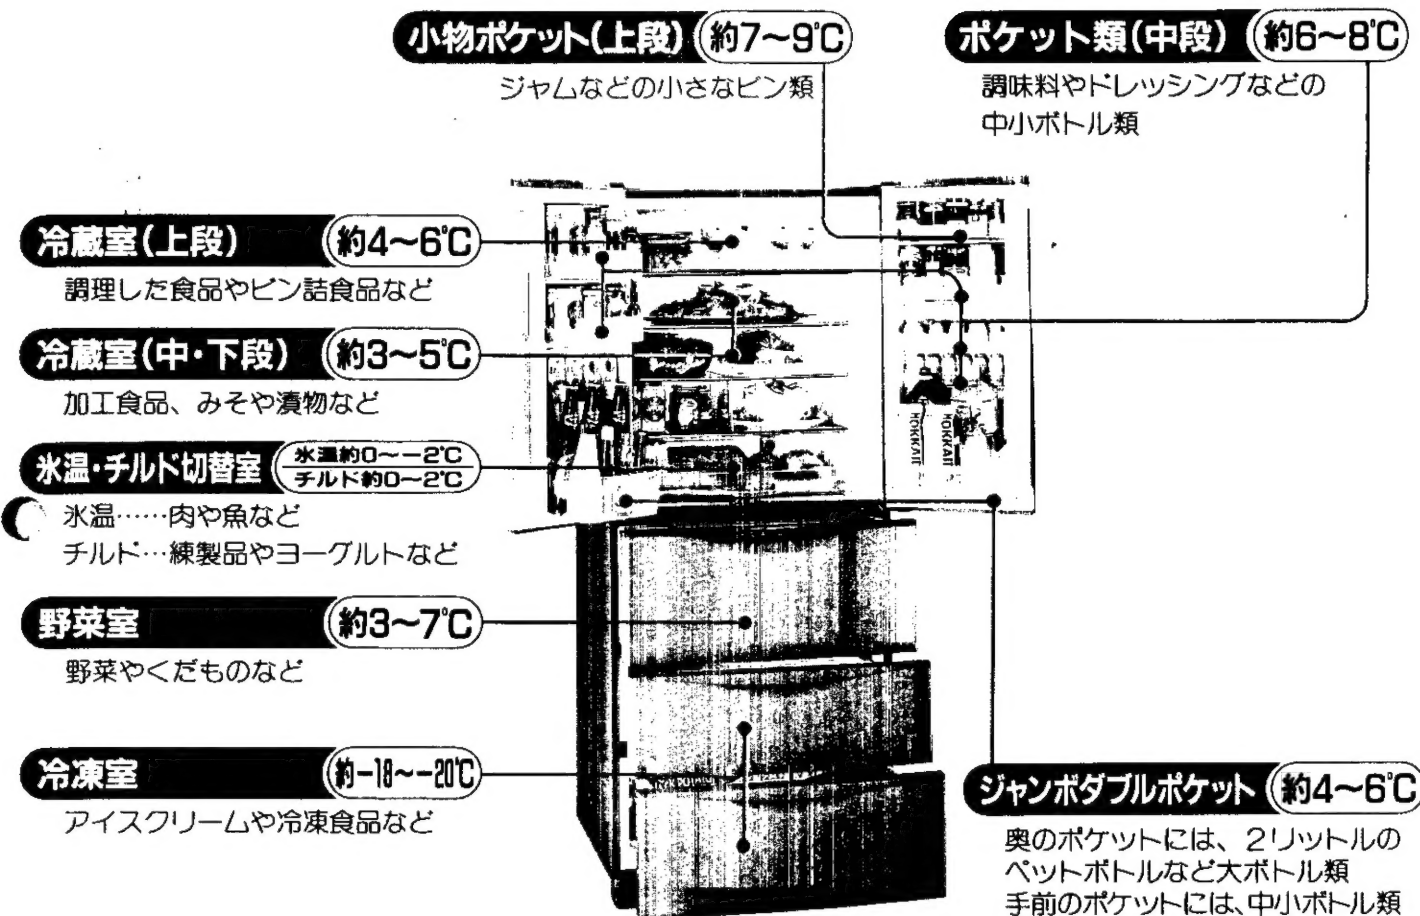 小物ポケット(上段) 約7〜9℃
ジャムなどの小さなビン類
ポケット類(中段) 約6〜8℃
調味料やドレッシングなどの
中小ボトル類
冷蔵室(上段) 約4〜6℃
調理した食品やビン詰食品など
冷蔵室(中・下段) 約3〜5℃
加工食品、みそや漬物など
氷温・チルド切替室 氷温約0〜−2℃
チルド約0〜2℃
氷温……肉や魚など
チルド…練製品やヨーグルトなど
野菜室 約3〜7℃
野菜やくだものなど
冷凍室 約−18〜−20℃
アイスクリームや冷凍食品など
ジャンボダブルポケット 約4〜6℃
奥のポケットには、2リットルの
ペットボトルなど大ボトル類
手前のポケットには、中小ボトル類